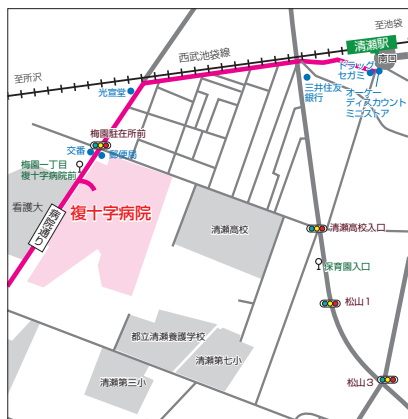 至池袋
清瀬駅
南口
西武池袋線
至所沢
ドラッグ
セガミ
光宣堂
三井住友
銀行
オーケー
ディスカウント
ミニストア
梅園駐在所前
交番
郵便局
梅園一丁目
複十字病院前
看護大
複十字病院
病院通り
清瀬高校
清瀬高校入口
保育園入口
松山1
都立清瀬養護学校
清瀬第七小
清瀬第三小
松山3